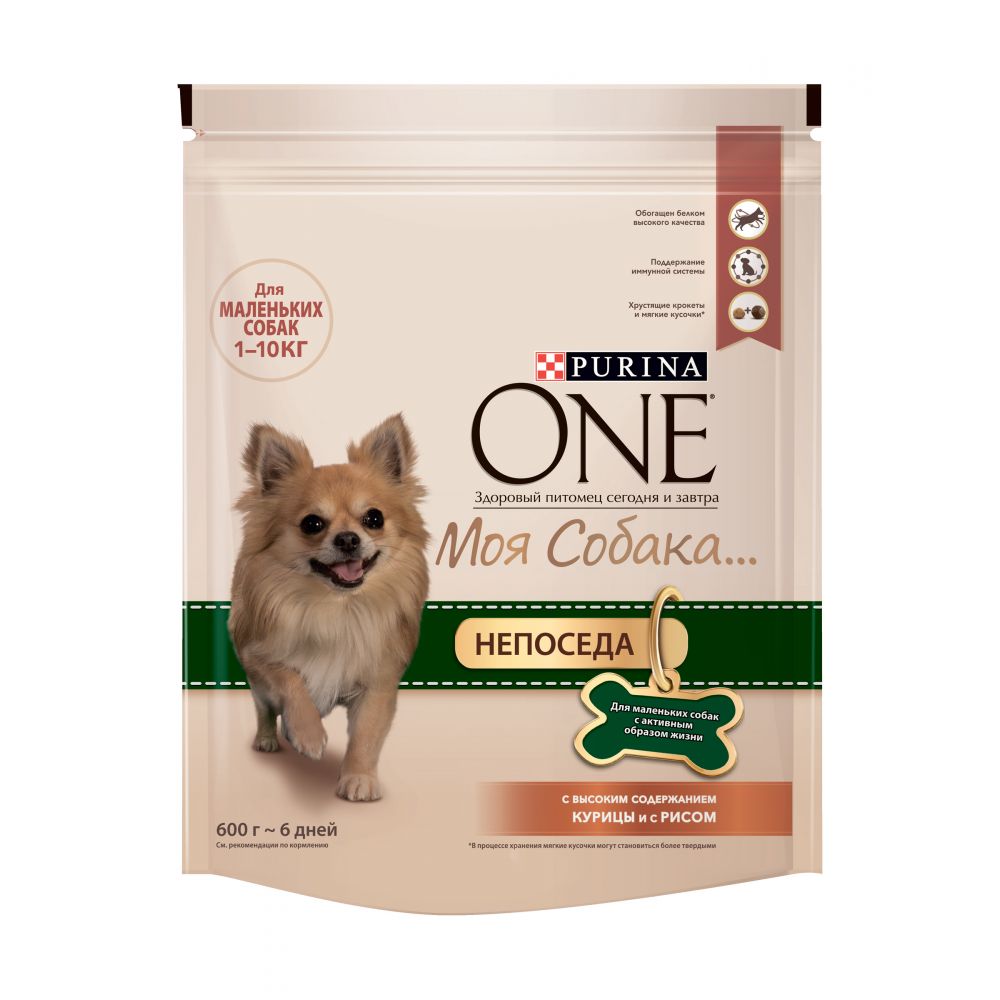 Обогащен белком
высокого качества
Поддержание
иммунной системы
Хрустящие крокеты
и мягкие кусочки*
Для
МАЛЕНЬКИХ
СОБАК
1–10КГ
PURINA
ONE®
Здоровый питомец сегодня и завтра
Моя Собака...
НЕПОСЕДА
Для маленьких собак
с активным
образом жизни
С ВЫСОКИМ СОДЕРЖАНИЕМ
КУРИЦЫ и с РИСОМ
600 г ~ 6 дней
См. рекомендации по кормлению
*В процессе хранения мягкие кусочки могут становиться более твердыми